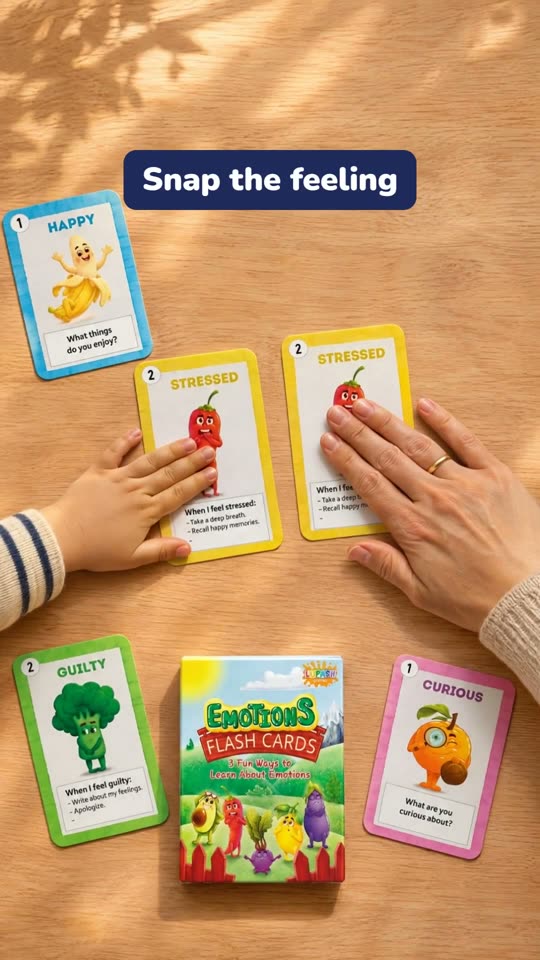 Snap the feeling
1
HAPPY
What things
do you enjoy?
2
STRESSED
When I feel stressed:
- Take a deep breath.
- Recall happy memories.
-
2
STRESSED
When I fe
- Take a deep b
- Recall happy m
-
2
GUILTY
When I feel guilty:
- Write about my feelings.
- Apologize.
-
EMOTIONS
FLASH CARDS
3 Fun Ways to
Learn About Emotions
1
CURIOUS
What are you
curious about?